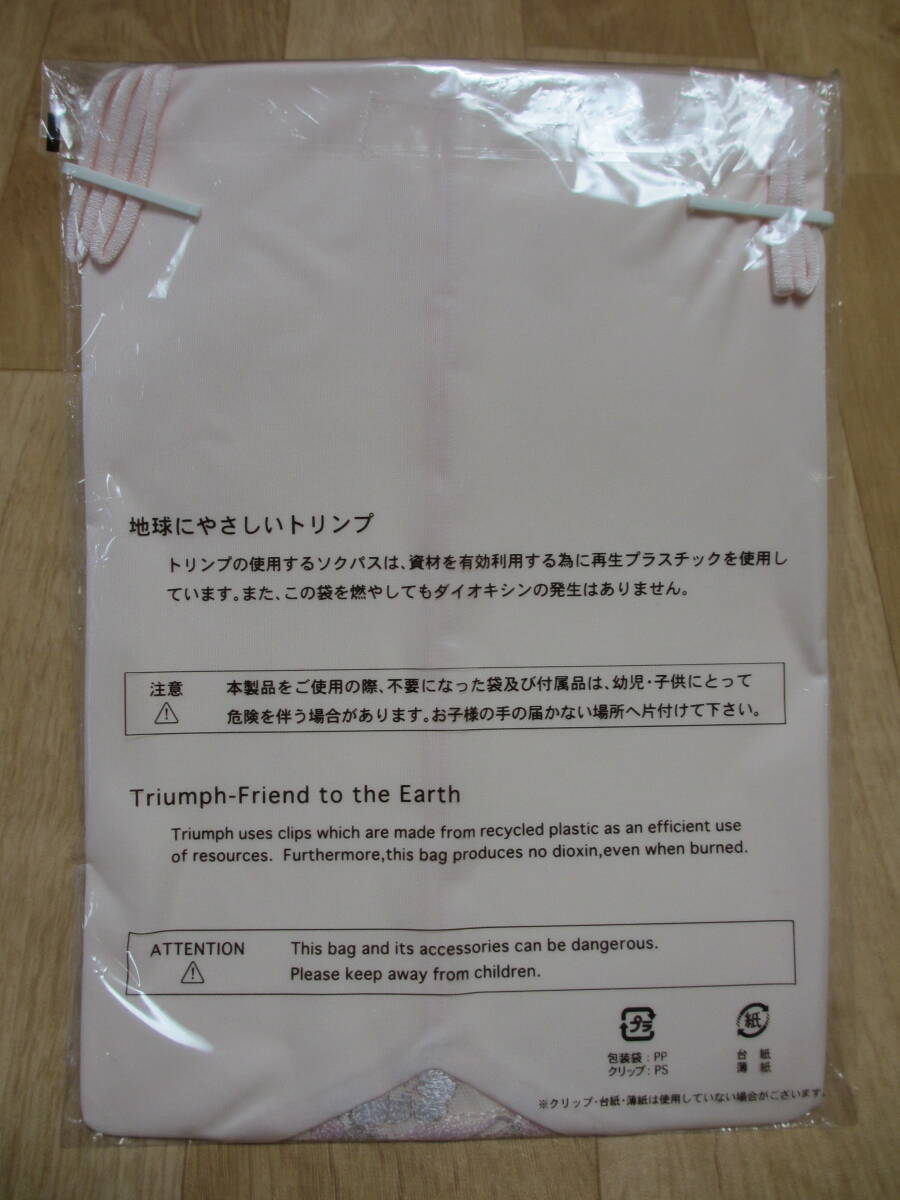 地球にやさしいトリンプ
トリンプの使用するソクパスは、資材を有効利用する為に再生プラスチックを使用し
ています。また、この袋を燃やしてもダイオキシンの発生はありません。
注意
本製品をご使用の際、不要になった袋及び付属品は、幼児・子供にとって
危険を伴う場合があります。お子様の手の届かない場所へ片付けて下さい。
Triumph-Friend to the Earth
Triumph uses clips which are made from recycled plastic as an efficient use
of resources. Furthermore,this bag produces no dioxin,even when burned.
ATTENTION
This bag and its accessories can be dangerous.
Please keep away from children.
プラ
紙
包装袋：PP
クリップ：PS
台紙
薄紙
※クリップ・台紙・薄紙は使用していない場合がございます。